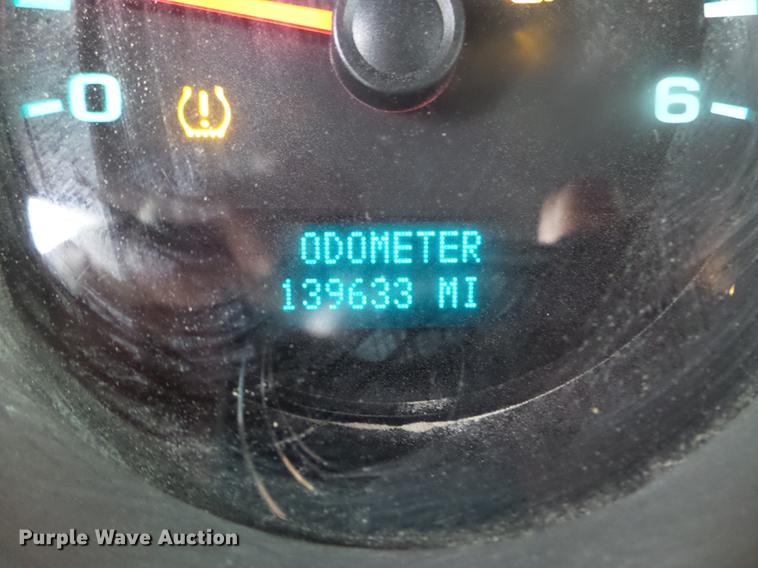 0
6
ODOMETER
139633 MI
Purple Wave Auction